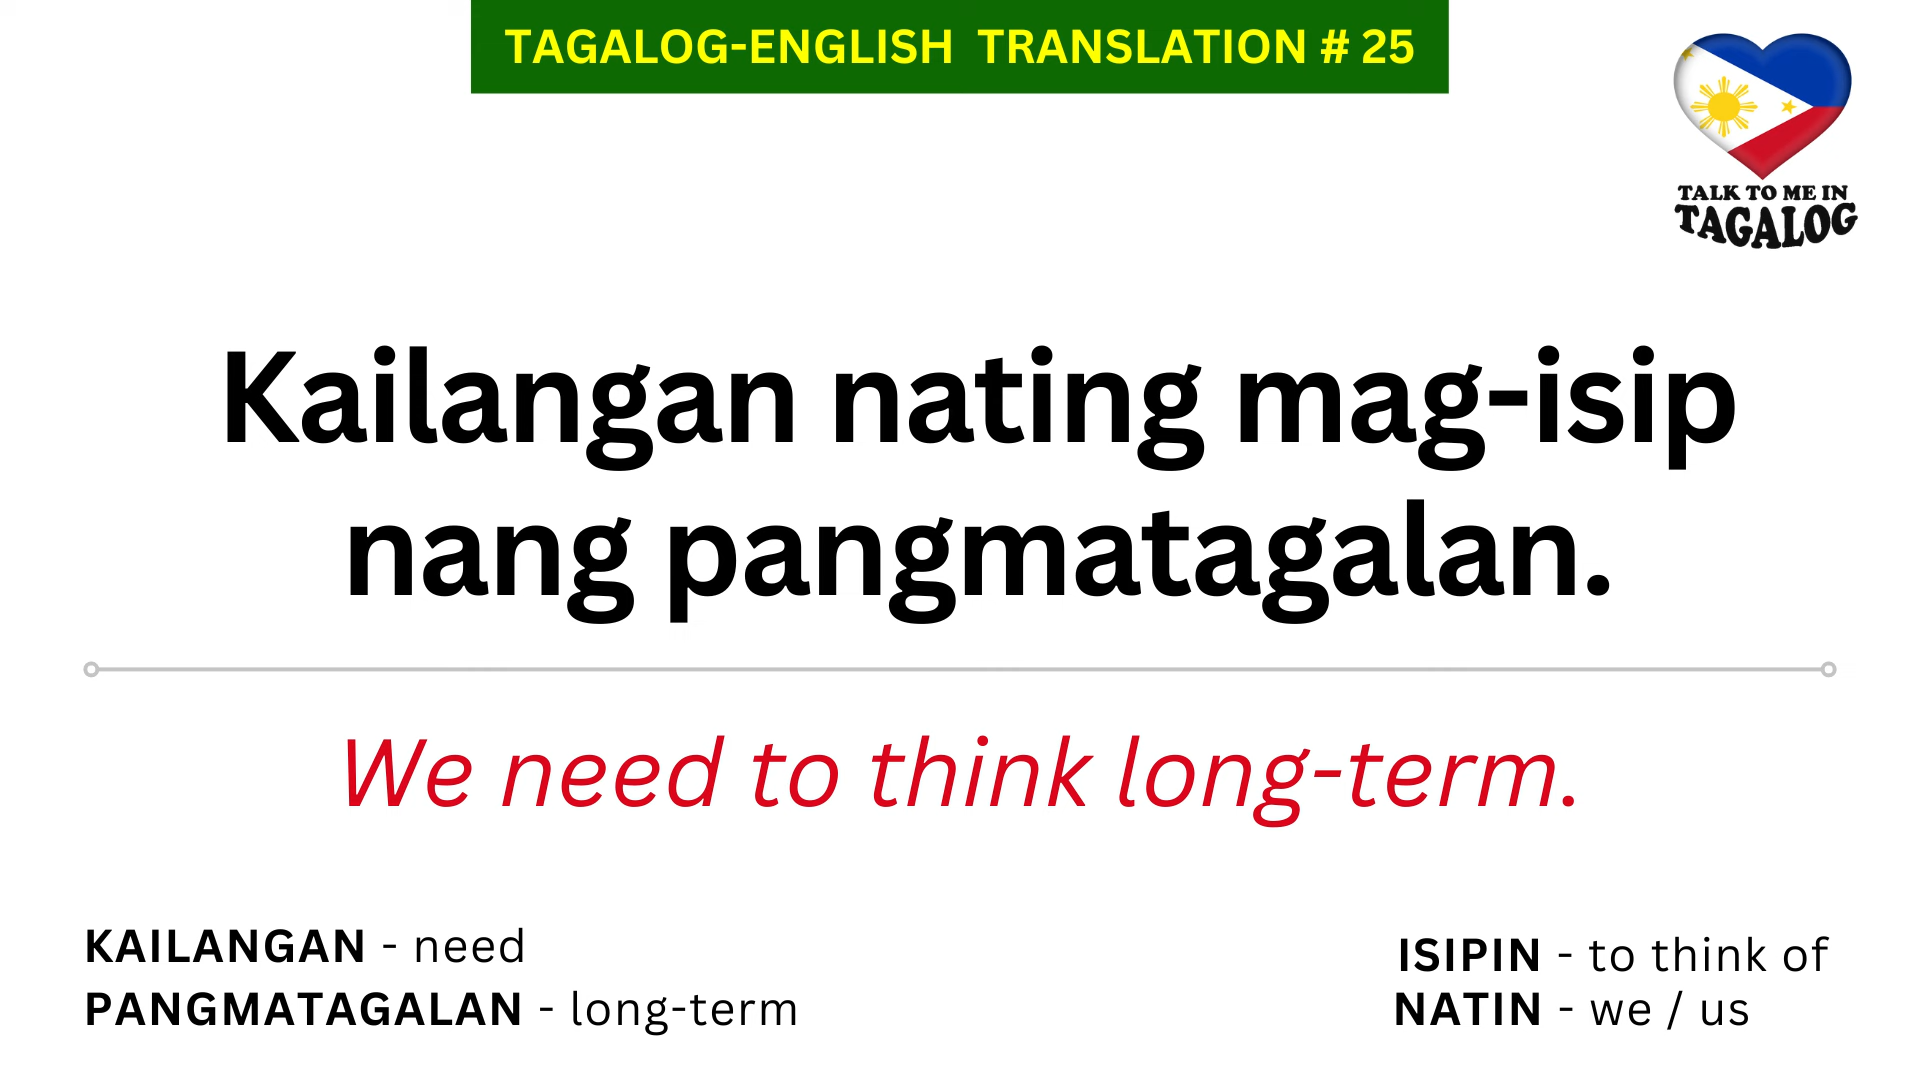 TAGALOG-ENGLISH TRANSLATION # 25
TALK TO ME IN
TAGALOG
Kailangan nating mag-isip
nang pangmatagalan.
We need to think long-term.
KAILANGAN - need
PANGMATAGALAN - long-term
ISIPIN - to think of
NATIN - we / us